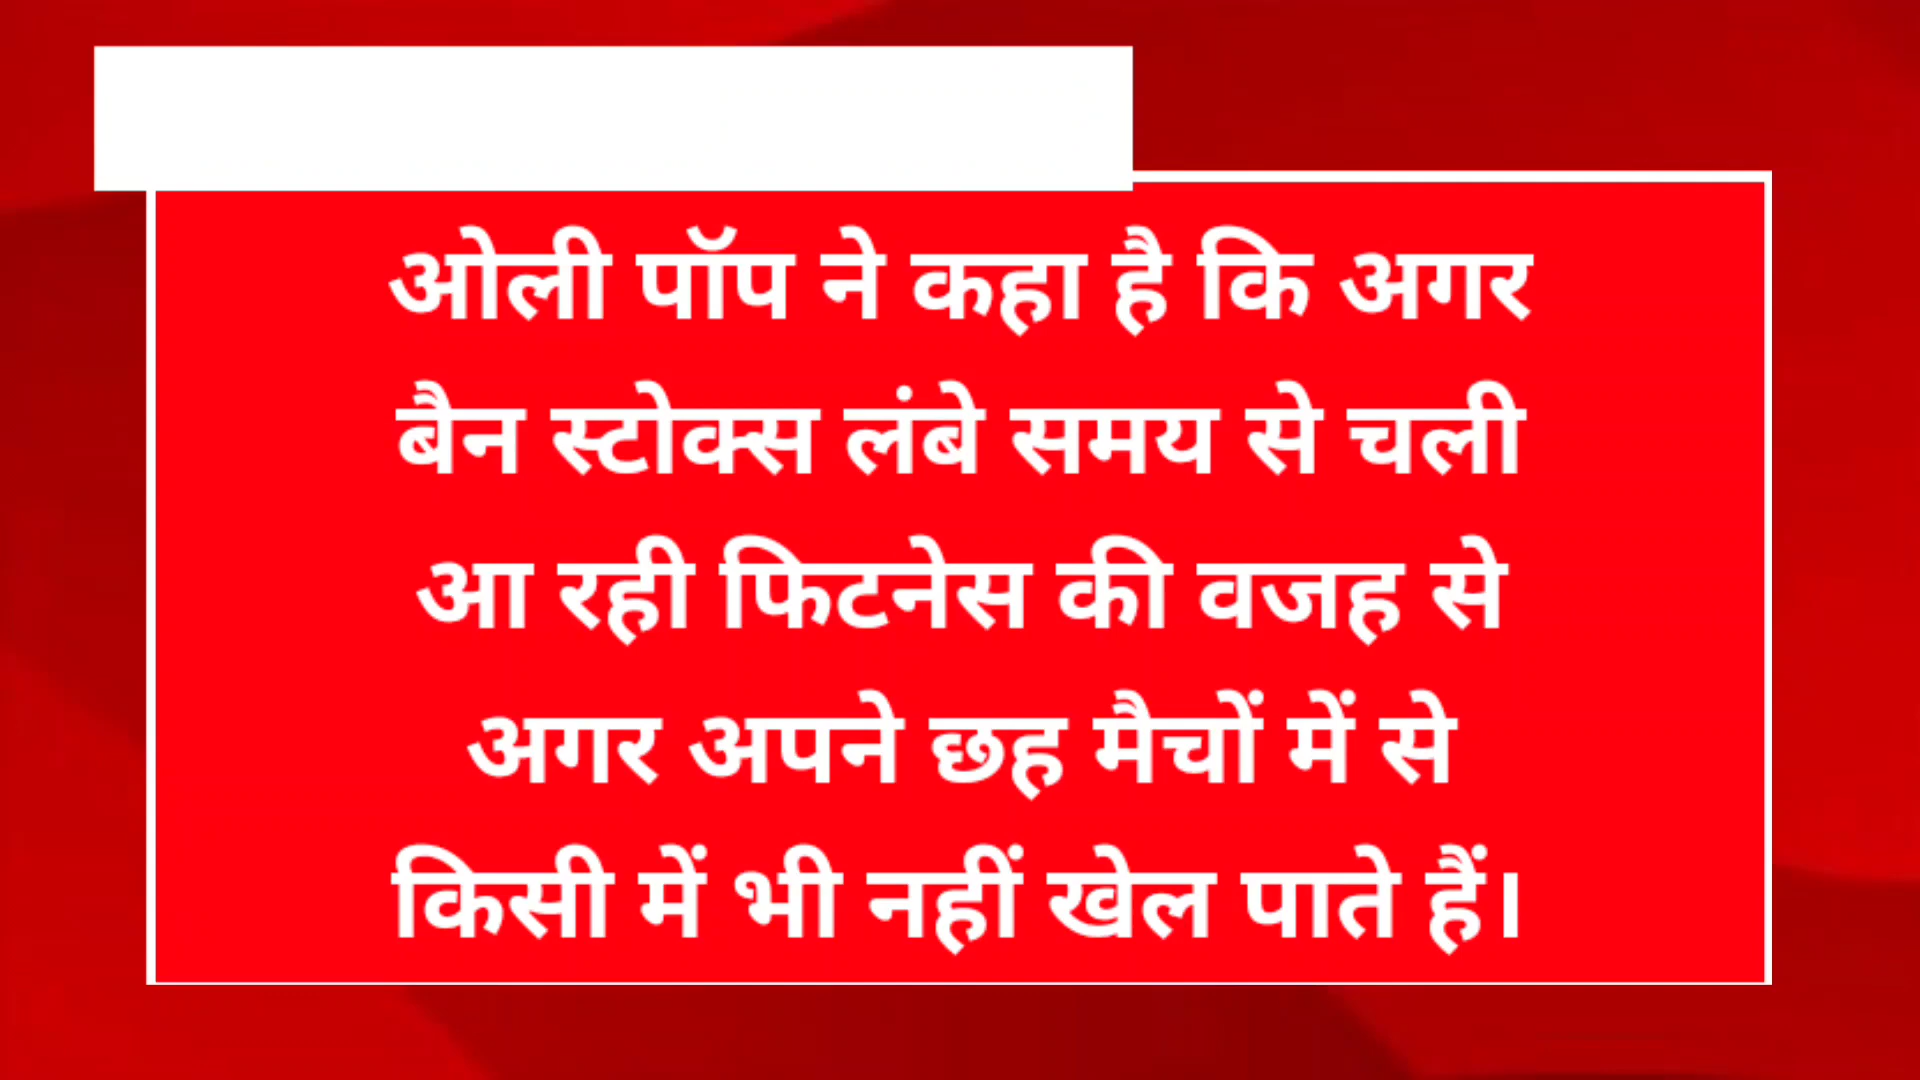 ओली पॉप ने कहा है कि अगर
बैन स्टोक्स लंबे समय से चली
आ रही फिटनेस की वजह से
अगर अपने छह मैचों में से
किसी में भी नहीं खेल पाते हैं।